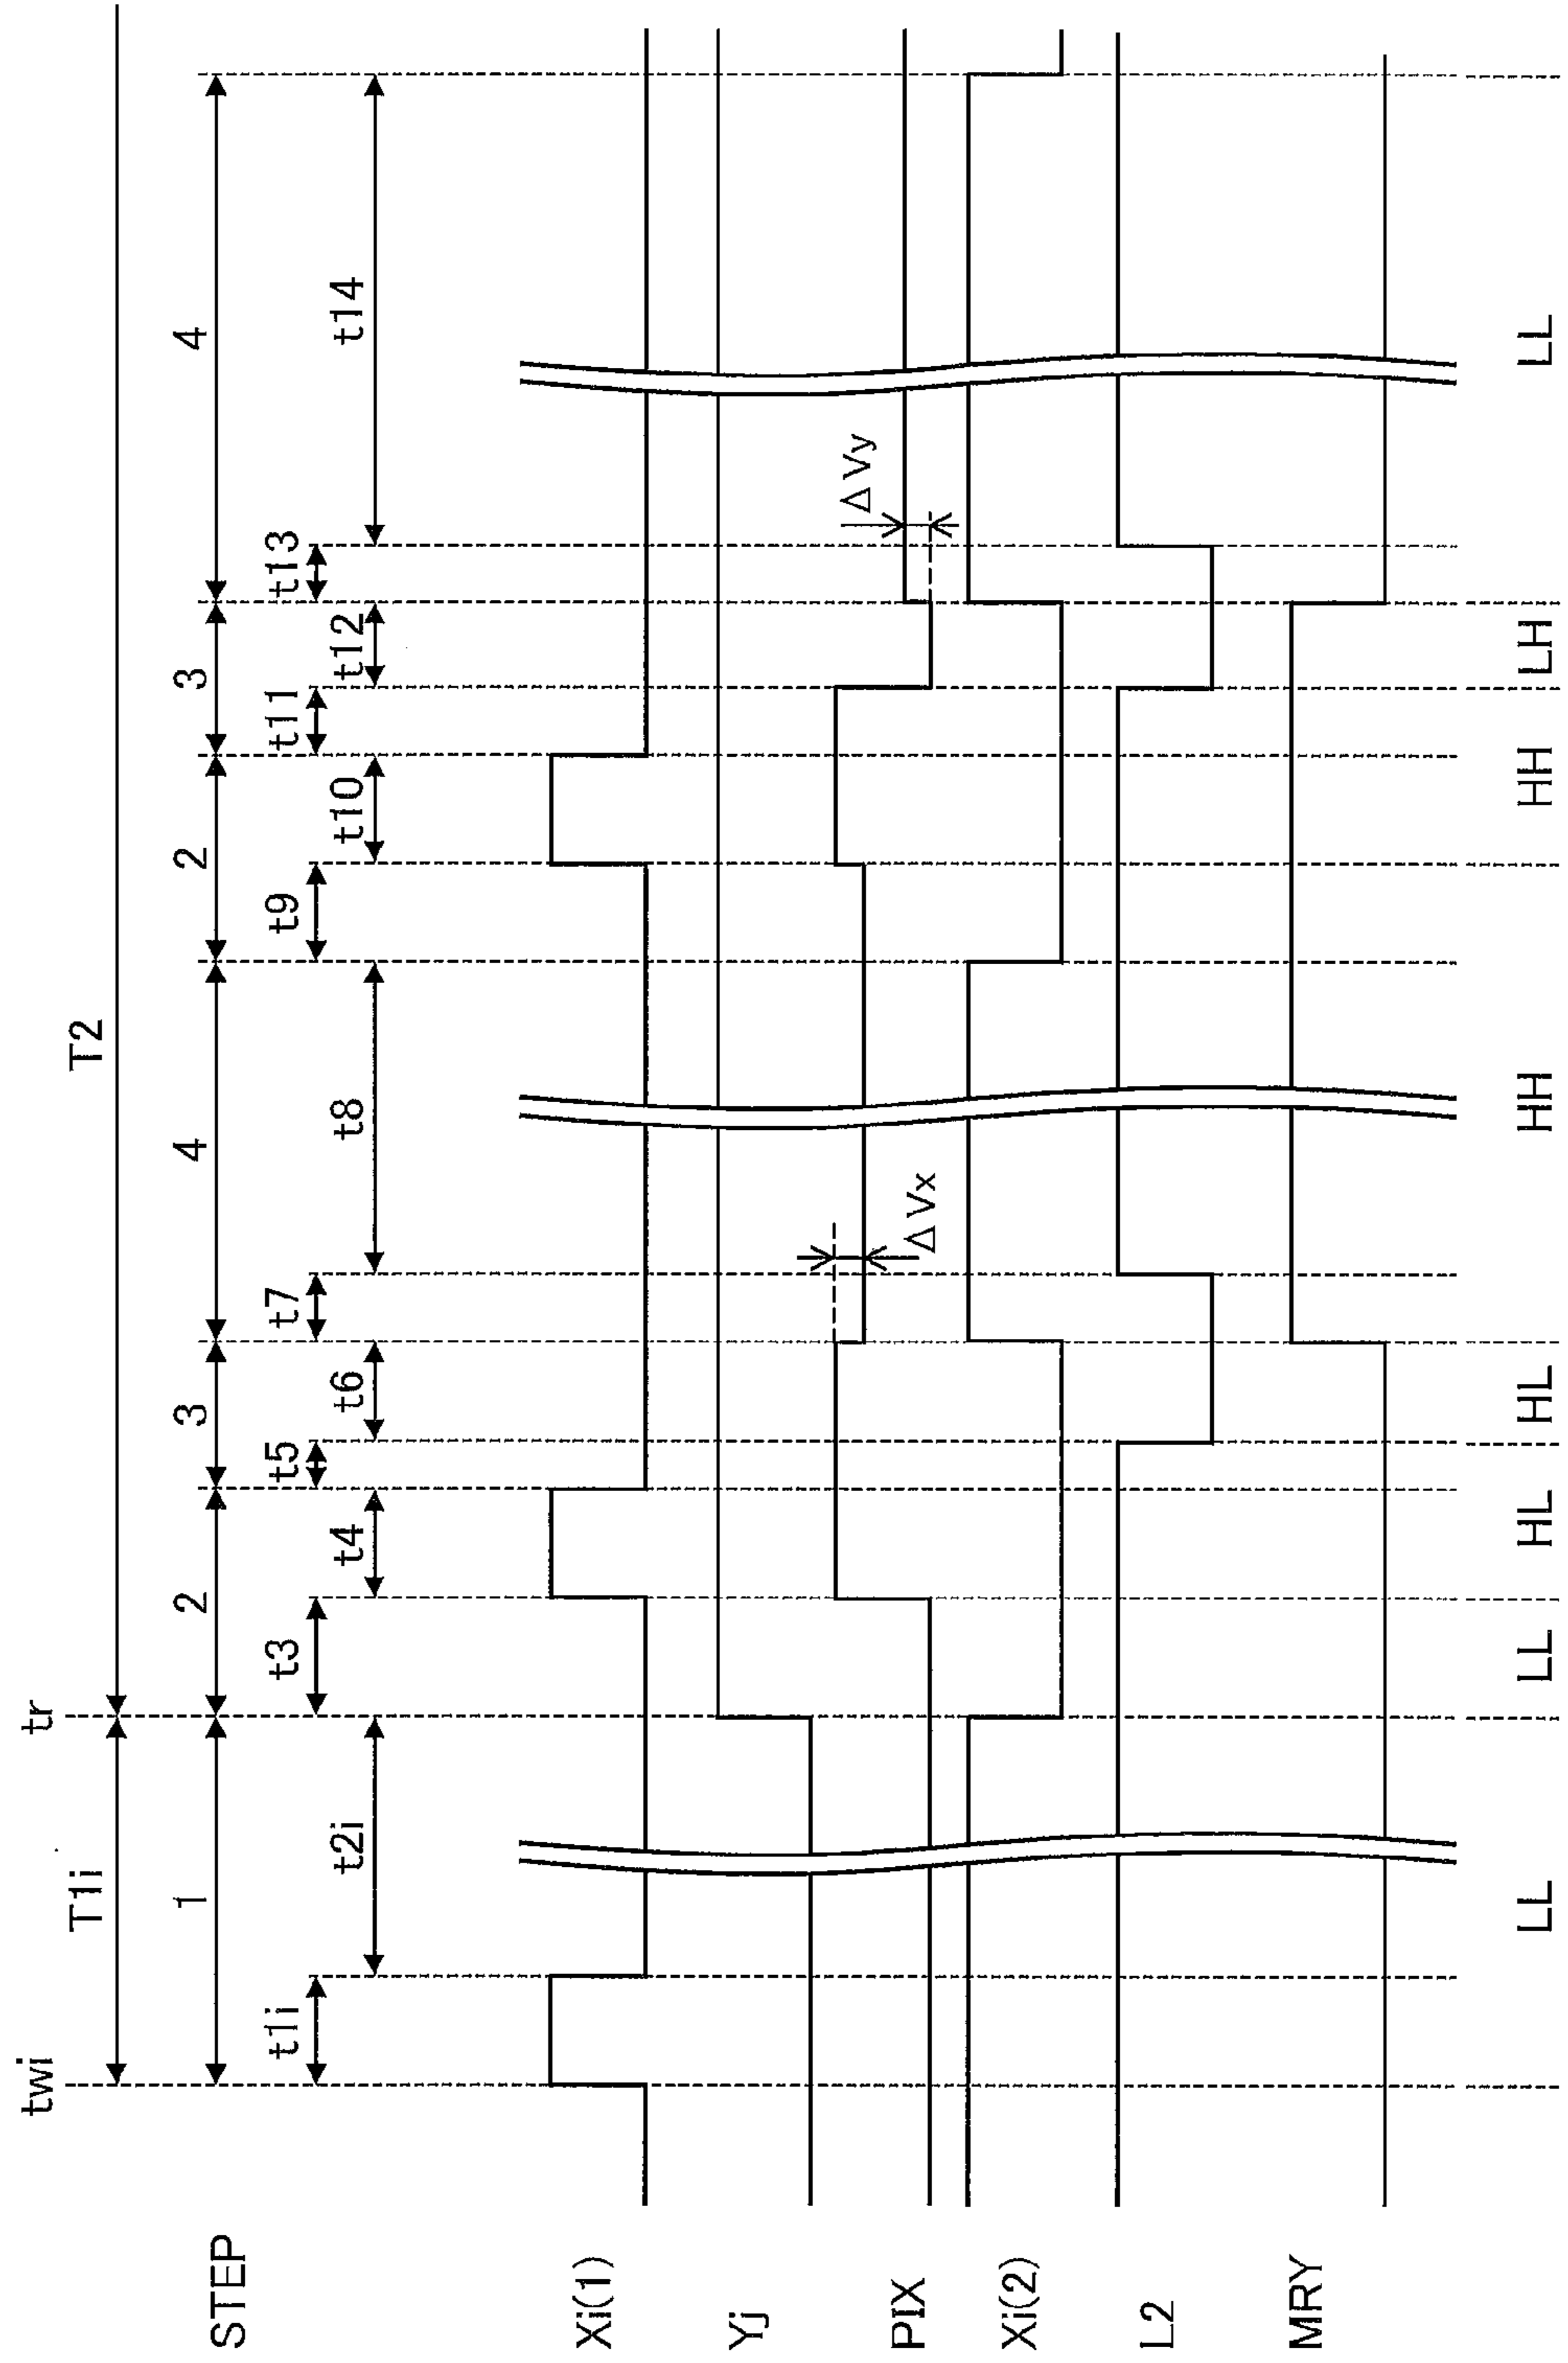 twi tr
T1i T2
STEP 1 2 3 4 2 3 4
t1i t3 t5 t7 t9 t11 t13
t2i t4 t6 t8 t10 t12 t14
Xi(1)
Yj
PIX ΔVx ΔVy
Xi(2)
L2
MRY
LL LL HL HL HH HH LH LL